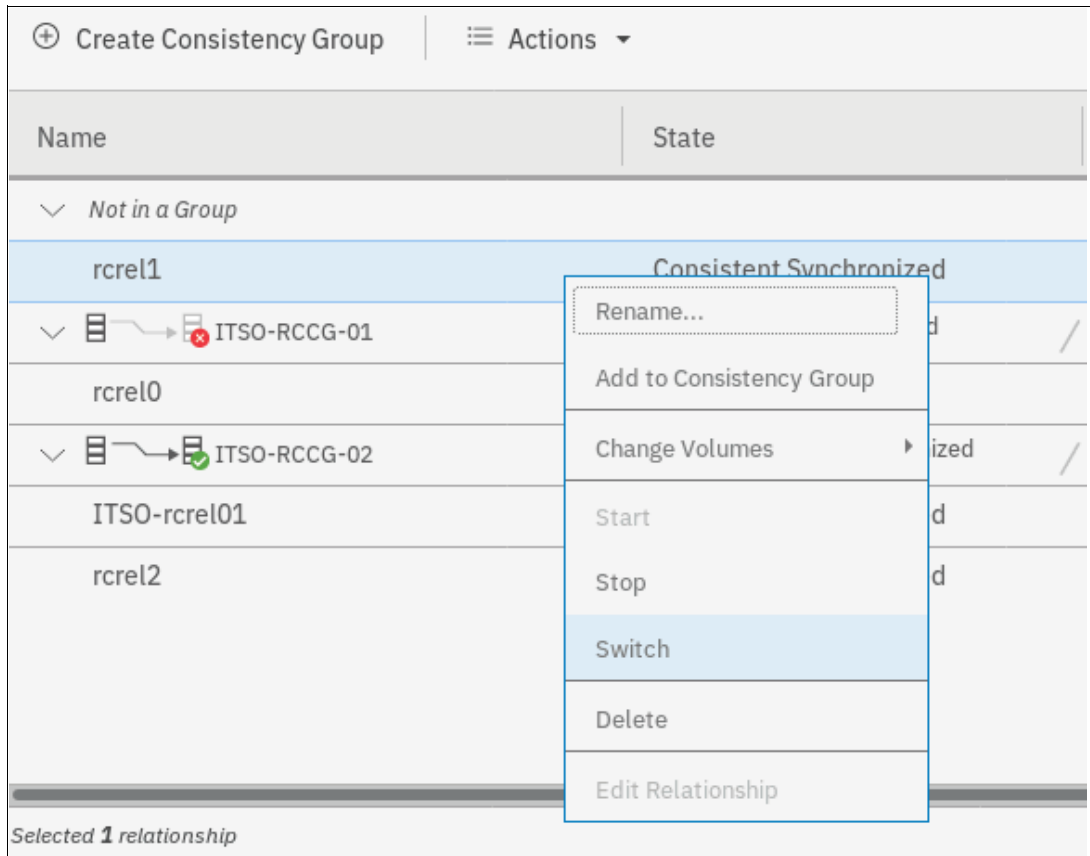 Create Consistency Group
Actions
Name State
Not in a Group
rcrel1 Consistent Synchronized
Rename...
ITSO-RCCG-01 d
Add to Consistency Group
rcrel0
Change Volumes
ITSO-RCCG-02 ized
Start
ITSO-rcrel01 d
Stop
rcrel2 d
Switch
Delete
Edit Relationship
Selected 1 relationship